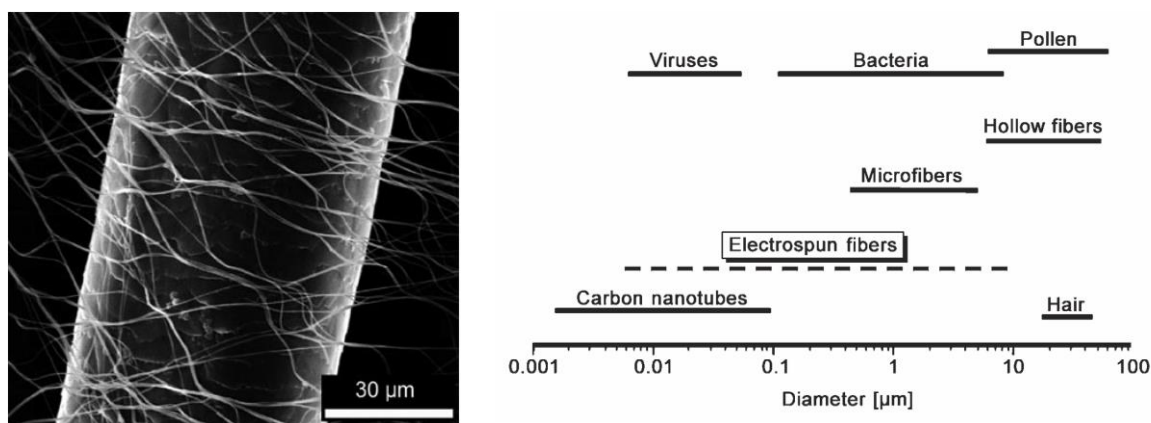 30 µm
Pollen
Viruses
Bacteria
Hollow fibers
Microfibers
Electrospun fibers
Carbon nanotubes
Hair
0.001 0.01 0.1 1 10 100
Diameter [µm]